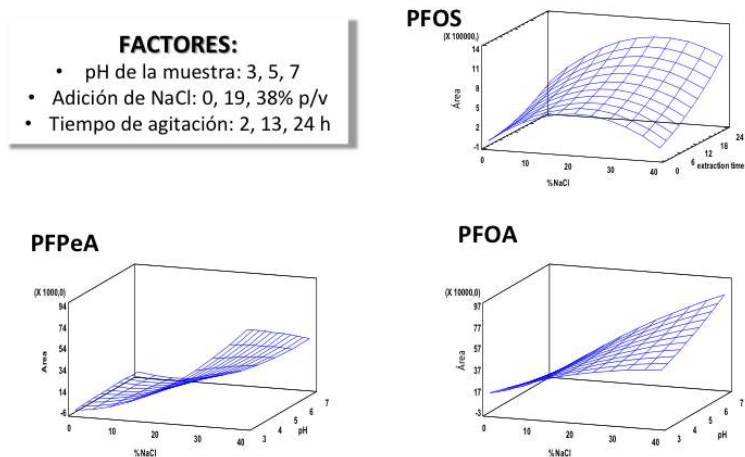 FACTORES:
• pH de la muestra: 3, 5, 7
• Adición de NaCl: 0, 19, 38% p/v
• Tiempo de agitación: 2, 13, 24 h
PFOS
(X 100000,)
14
11
8
5
2
-1
Área
0
10
20
30
40
%NaCl
0
6
12
18
24
extraction time
PFPeA
(X 1000,0)
94
74
54
34
14
-6
Area
0
10
20
30
40
%NaCl
3
4
5
6
7
pH
PFOA
(X 10000,0)
97
77
57
37
17
-3
Área
0
10
20
30
40
%NaCl
3
4
5
6
7
pH